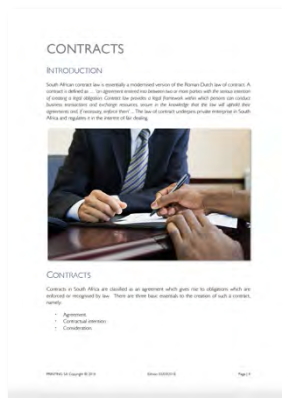 CONTRACTS
INTRODUCTION
South African contract law is essentially a modernised version of the Roman-Dutch law of contract. A
contract is defined as ... 'an agreement entered into between two or more parties with the serious intention
of creating a legal obligation. Contract law provides a legal framework within which persons can conduct
business transactions and exchange resources, secure in the knowledge that the law will uphold their
agreements and, if necessary, enforce them' ... The law of contract underpins private enterprise in South
Africa and regulates it in the interest of fair dealing.
CONTRACTS
Contracts in South Africa are classified as an agreement which gives rise to obligations which are
enforced or recognised by law. There are three basic essentials to the creation of such a contract,
namely:
- Agreement
- Contractual intention
- Consideration
Copyright © 2015
Page | 4